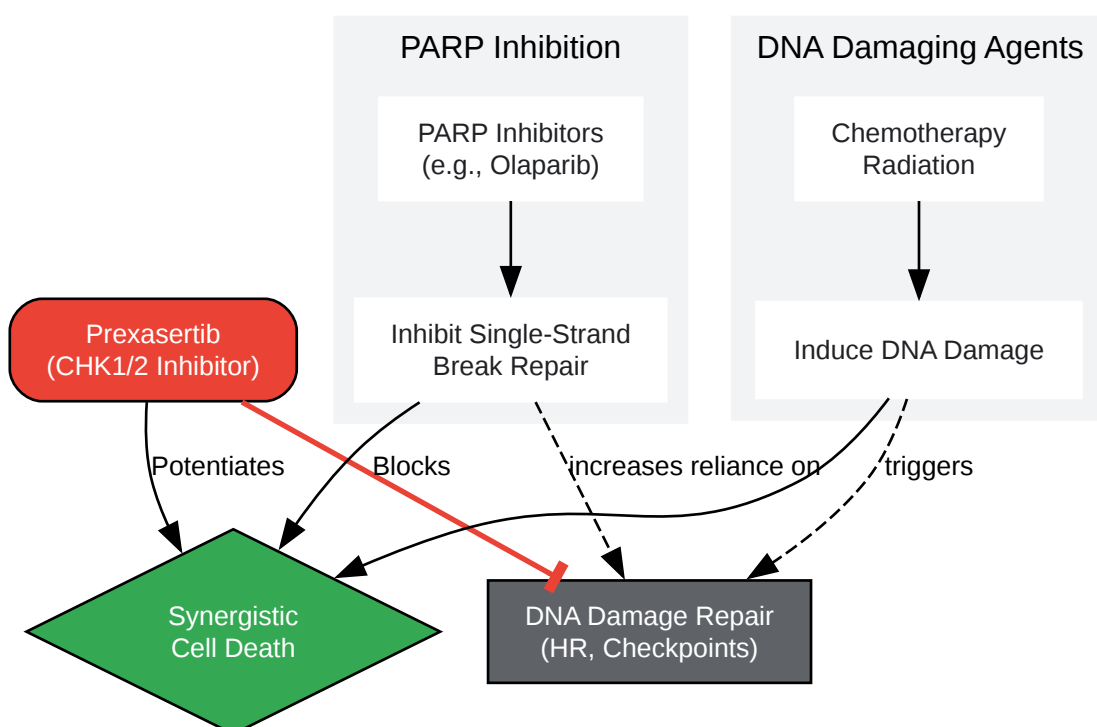 PARP Inhibition
DNA Damaging Agents
PARP Inhibitors
(e.g., Olaparib)
Chemotherapy
Radiation
Prexasertib
(CHK1/2 Inhibitor)
Inhibit Single-Strand
Break Repair
Induce DNA Damage
Potentiates
Blocks
increases reliance on
triggers
Synergistic
Cell Death
DNA Damage Repair
(HR, Checkpoints)